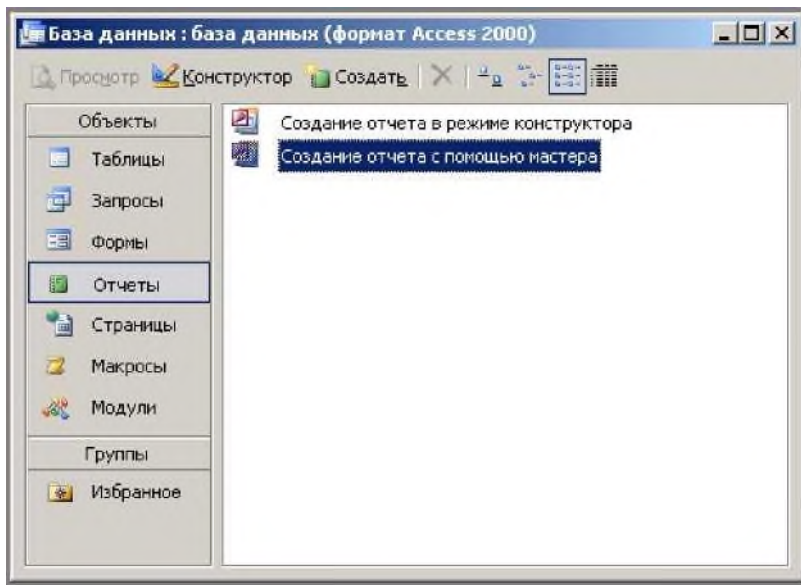 База данных : база данных (формат Access 2000)
Просмотр Конструктор Создать
Объекты
Таблицы
Запросы
Формы
Отчеты
Страницы
Макросы
Модули
Группы
Избранное
Создание отчета в режиме конструктора
Создание отчета с помощью мастера